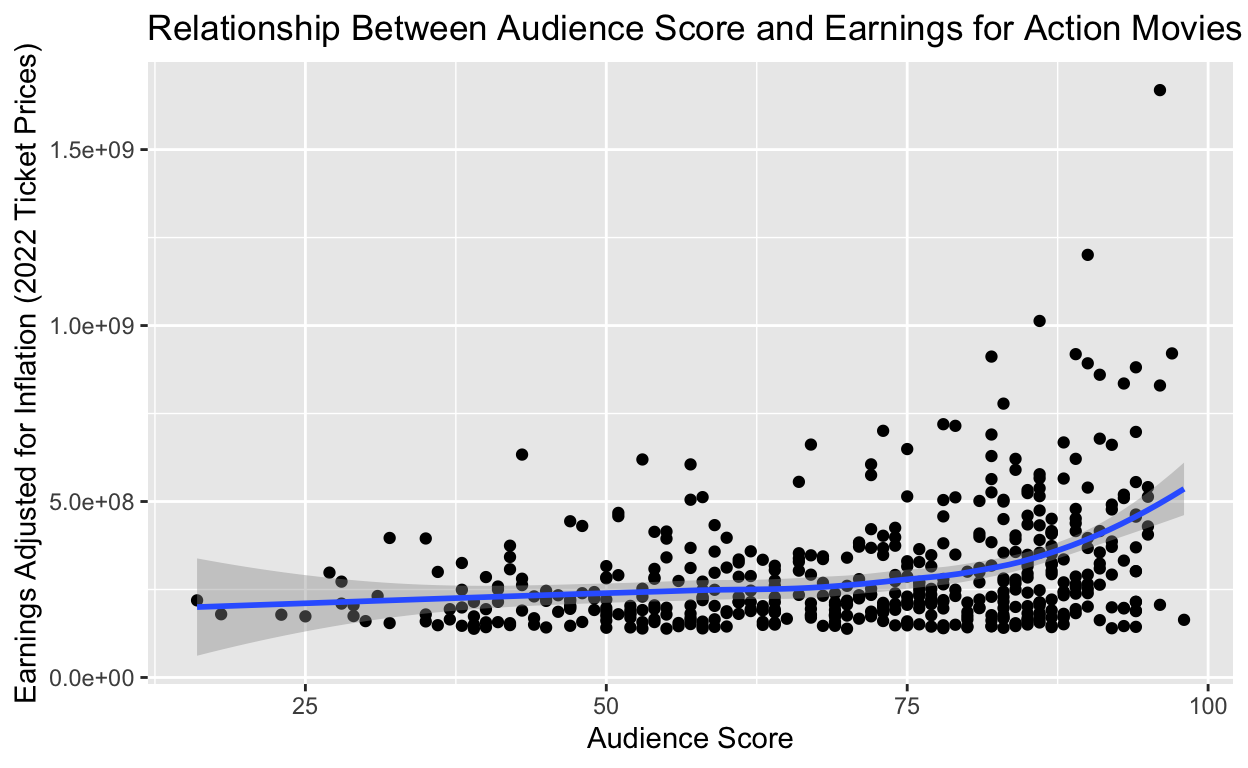 Relationship Between Audience Score and Earnings for Action Movies
Earnings Adjusted for Inflation (2022 Ticket Prices)
1.5e+09
1.0e+09
5.0e+08
0.0e+00
25
50
75
100
Audience Score